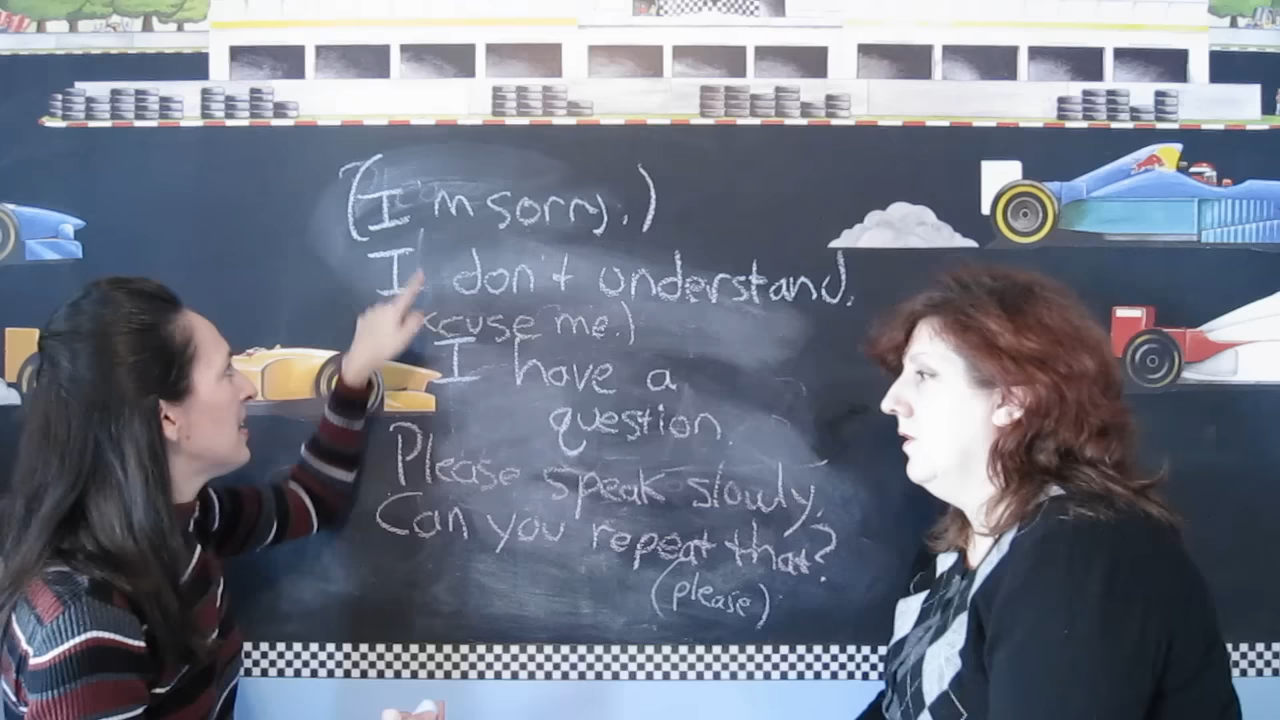 (I'm sorry.)
I don't understand.
xcuse me.)
I have a
question.
Please speak slowly.
Can you repeat that?
(please)